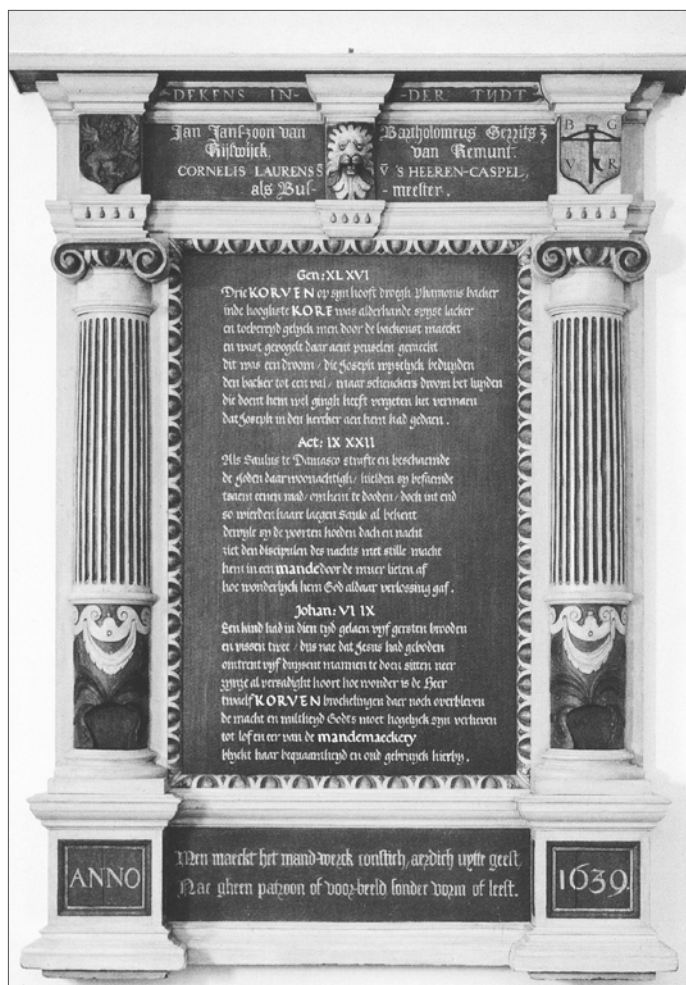 DEKENS IN- -DER TYDT
Jan Janszoon van
Rijswijck,
CORNELIS LAURENSS
als Bus-
Bartholomeus Gerritsz
van Remunt.
V̄ 'S HEEREN-CASPEL,
-meester.
B G
V R
Gen: XL XVI
Drie KORVEN op syn hooft droegh Pharaonis backer
inde hooghste KORF was alderhande spyse lacker
en toebereyd gelyck men door de backonst maeckt
en wast gevogelt daar aent peuselen geraeckt
dit was een droom / die Joseph wyselyck beduyden
den backer tot een val / maar schenckers droom bet luyden
die doent hem wel gingh heeft vergeten het vermaen
dat Joseph in den kercker aen hem had gedaen.
Act: IX XXII
Als Saulus te Damasco strafte en beschaemde
de Joden daar woonachtigh / hielden sy befaemde
tsaem eenen raad / om hem te dooden / doch int end
so wierden haare laegen Saulo al bekent
dewyle sy de poorten hoeden dach en nacht
ziet den discipulen des nachts met stille macht
hem in een mande door de muer lieten af
hoe wonderlyck hem God aldaar verlossing gaf.
Johan: VI IX
Een kind had in dien tyd gelaen vyf gersten brooden
en vissen twee / dus nae dat Jesus had geboden
omtrent vyf duysent mannen te doen sitten neer
zynse al versadight hoort hoe wonder is de Heer
twaelf KORVEN brockelingen daer noch overbleven
de macht en miltheyd Godts moet hogelyck syn verheven
tot lof en eer van de mandemaeckery
blyckt haar bequaamheyd en oud gebruyck hierby.
ANNO
Men maeckt het mand-werck constich, aerdich uytte geest
Nae gheen patroon of voor-beeld, sonder vorm of leest.
1639.